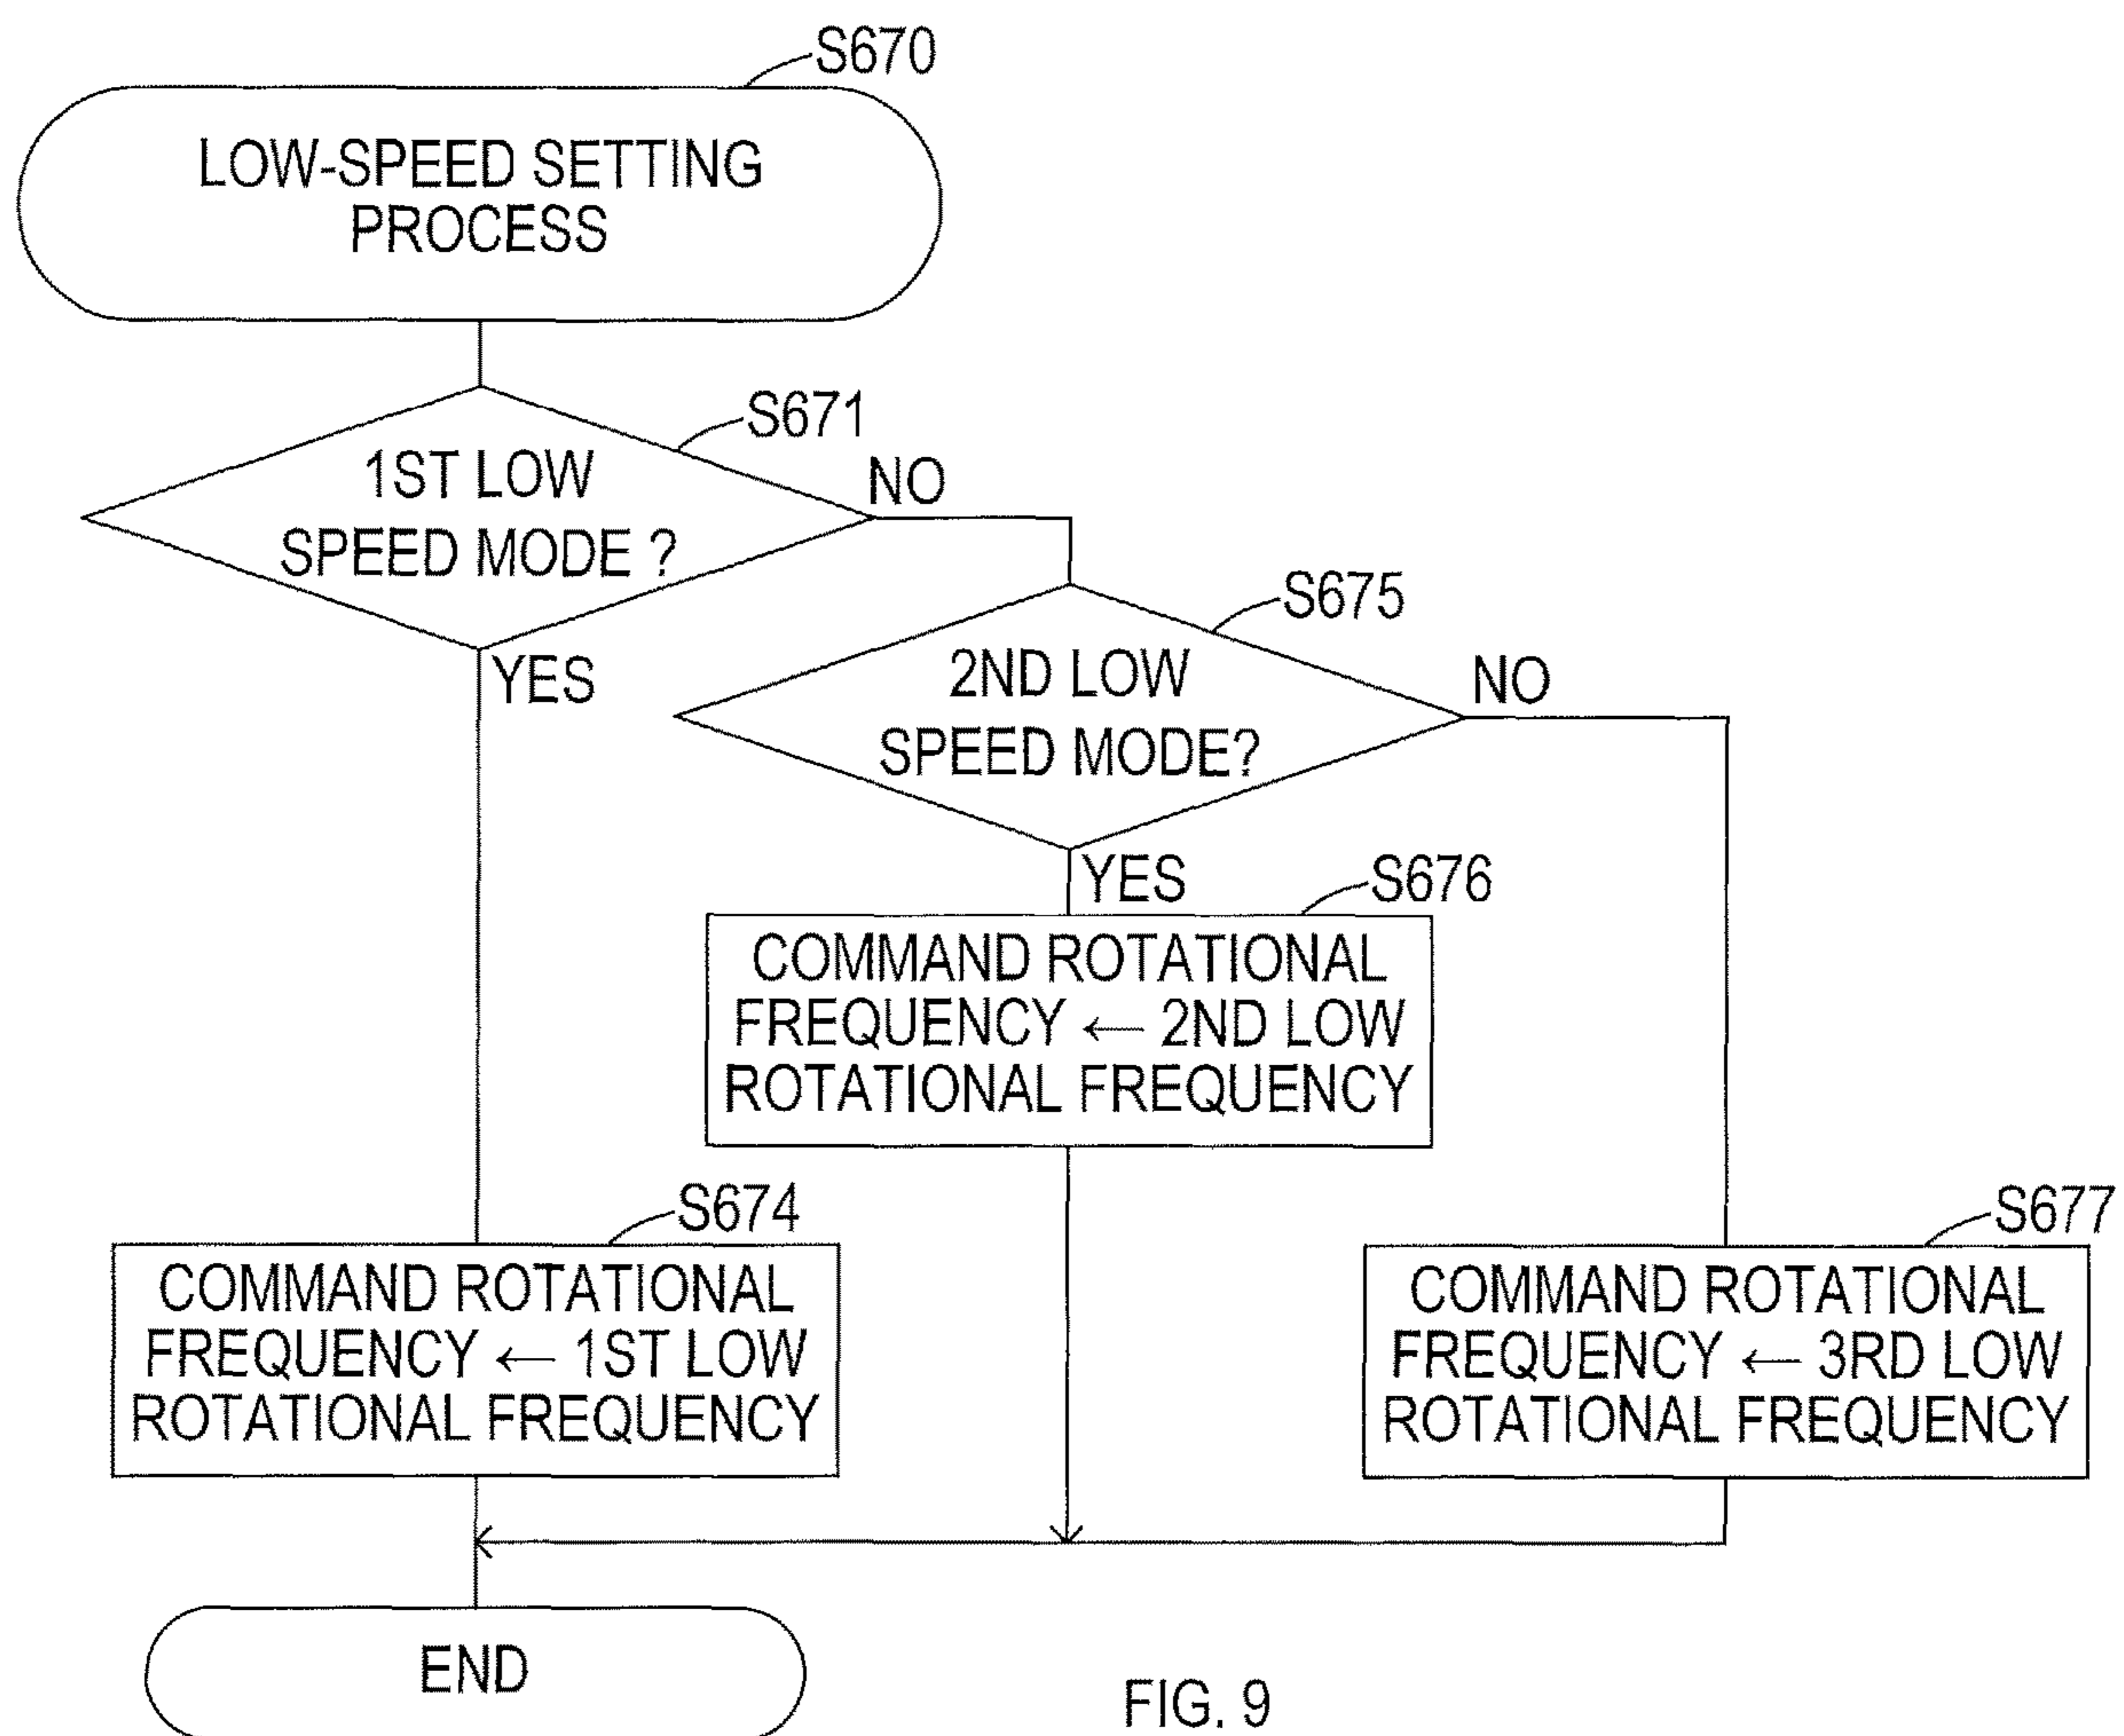 S670
LOW-SPEED SETTING
PROCESS
S671
1ST LOW
SPEED MODE ?
NO
YES
S675
2ND LOW
SPEED MODE?
NO
YES
S676
COMMAND ROTATIONAL
FREQUENCY ← 2ND LOW
ROTATIONAL FREQUENCY
S674
COMMAND ROTATIONAL
FREQUENCY ← 1ST LOW
ROTATIONAL FREQUENCY
S677
COMMAND ROTATIONAL
FREQUENCY ← 3RD LOW
ROTATIONAL FREQUENCY
END
FIG. 9